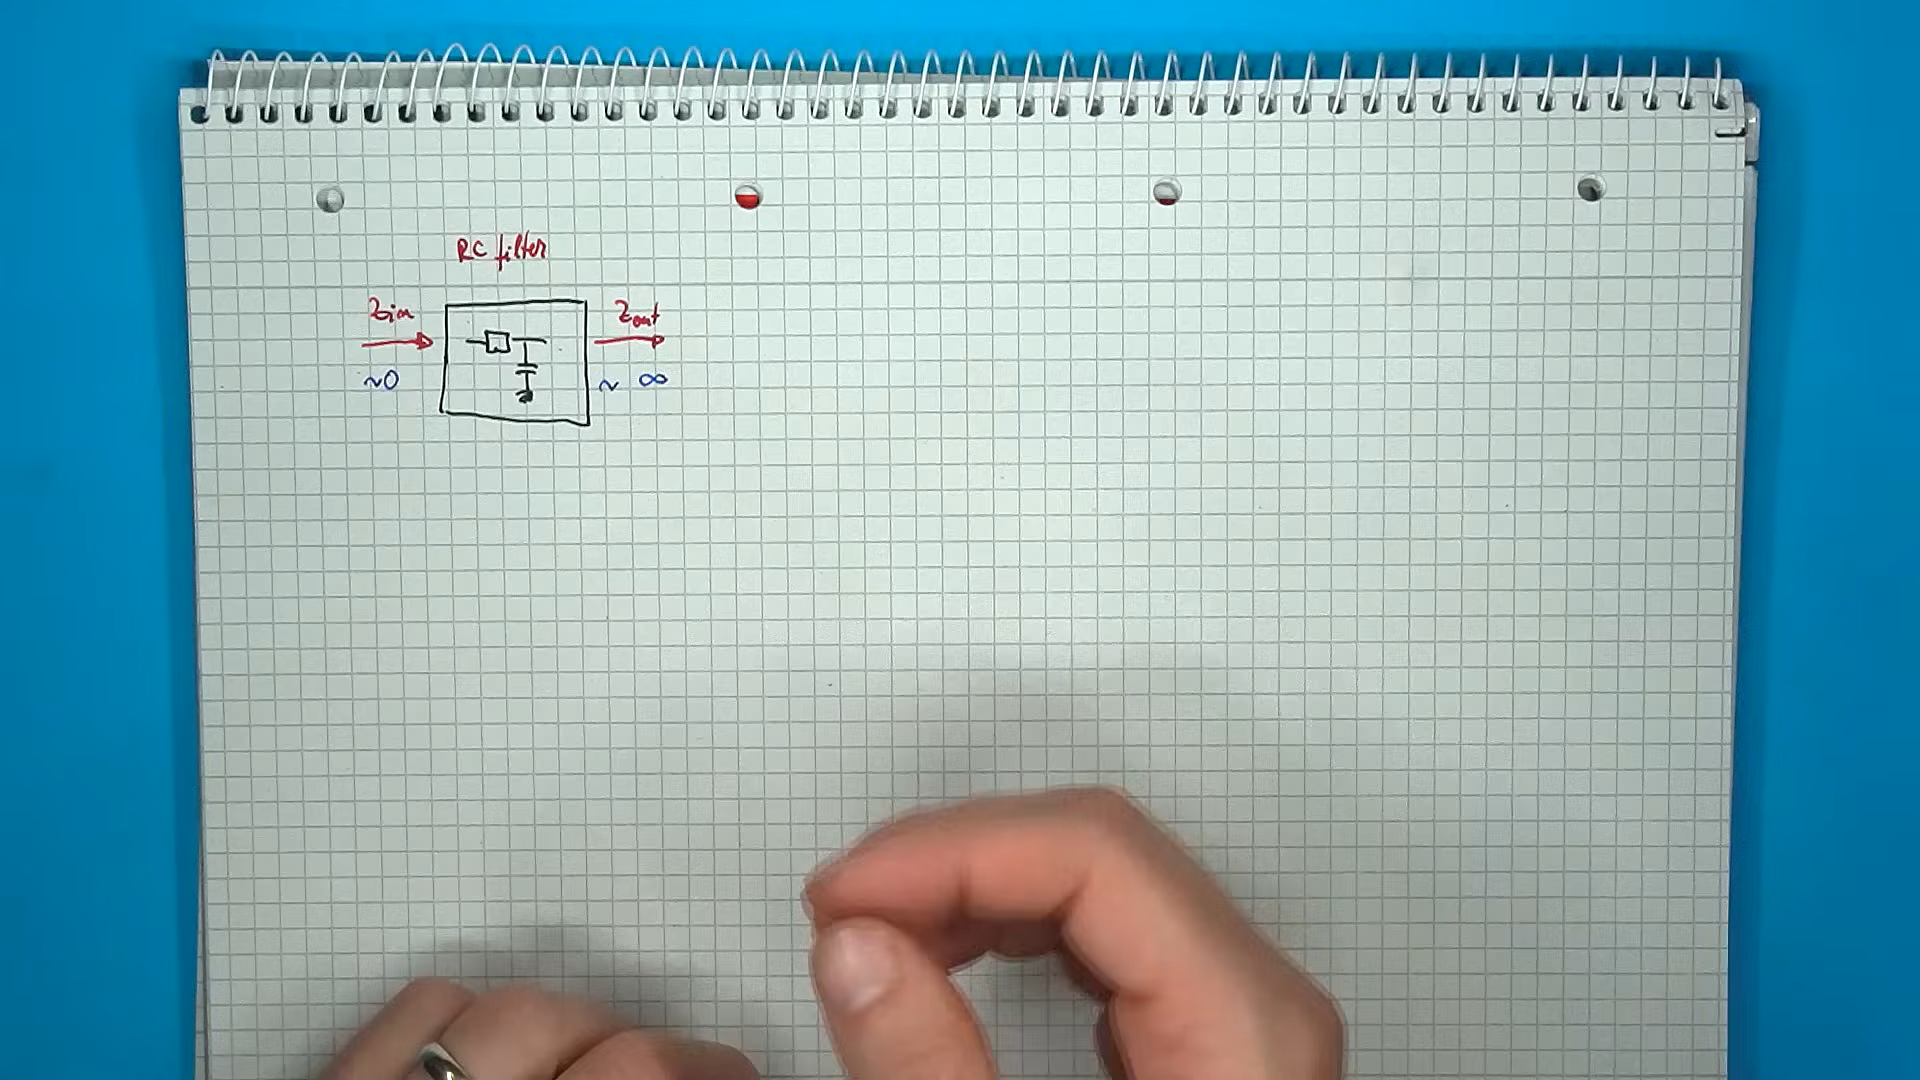 RC filter
Zin
Zout
~0
~ ∞